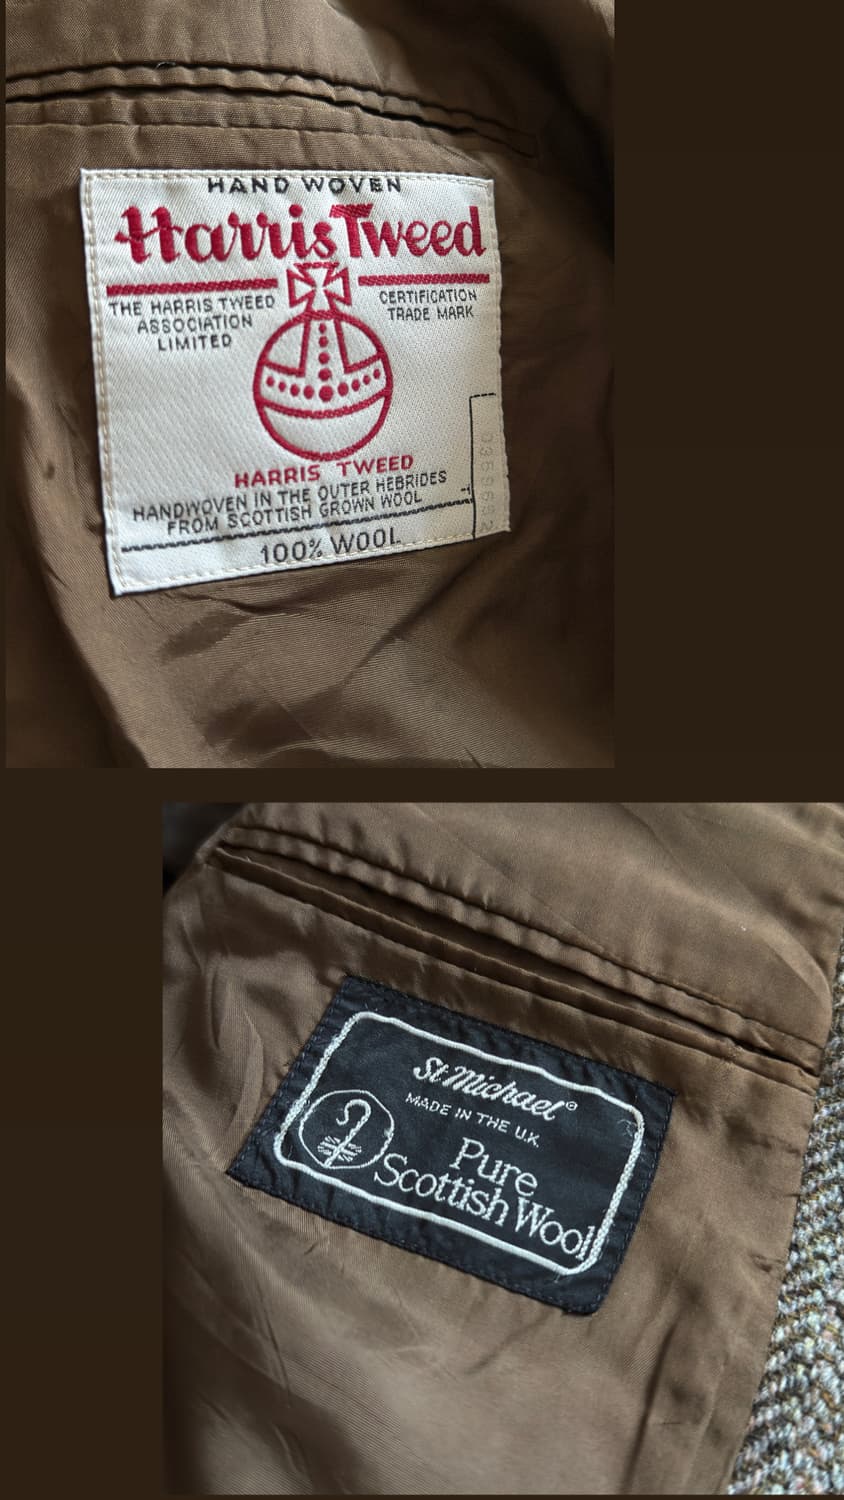 HAND WOVEN
Harris Tweed
THE HARRIS TWEED
ASSOCIATION
LIMITED
CERTIFICATION
TRADE MARK
HARRIS TWEED
HANDWOVEN IN THE OUTER HEBRIDES
FROM SCOTTISH GROWN WOOL
100% WOOL
St Michael®
MADE IN THE U.K.
Pure
Scottish Wool